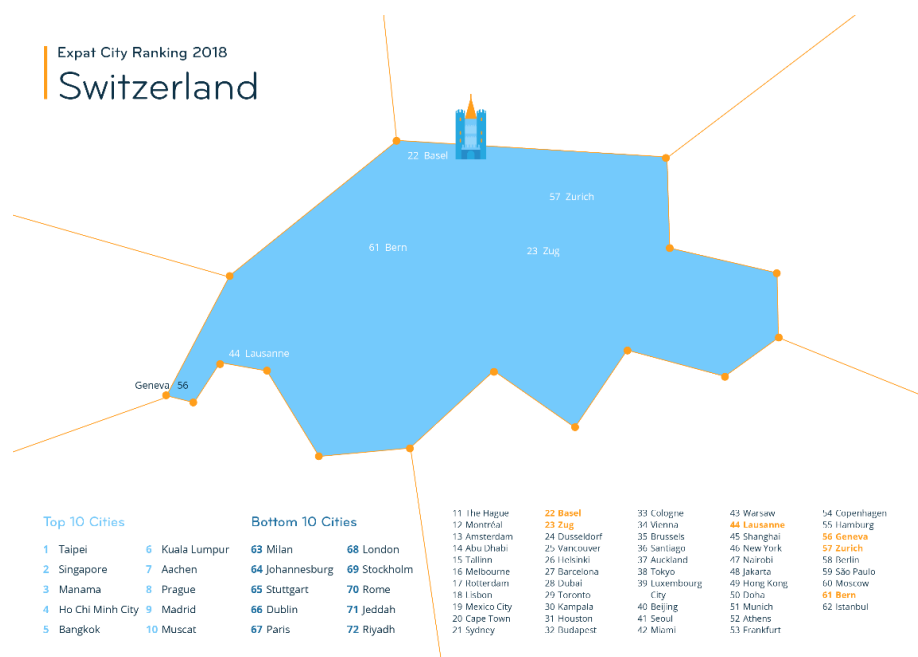 Expat City Ranking 2018
Switzerland
22 Basel
57 Zurich
61 Bern
23 Zug
44 Lausanne
Geneva 56
Top 10 Cities
1 Taipei
2 Singapore
3 Manama
4 Ho Chi Minh City
5 Bangkok
6 Kuala Lumpur
7 Aachen
8 Prague
9 Madrid
10 Muscat
Bottom 10 Cities
63 Milan
64 Johannesburg
65 Stuttgart
66 Dublin
67 Paris
68 London
69 Stockholm
70 Rome
71 Jeddah
72 Riyadh
11 The Hague
12 Montréal
13 Amsterdam
14 Abu Dhabi
15 Tallinn
16 Melbourne
17 Rotterdam
18 Lisbon
19 Mexico City
20 Cape Town
21 Sydney
22 Basel
23 Zug
24 Dusseldorf
25 Vancouver
26 Helsinki
27 Barcelona
28 Dubai
29 Toronto
30 Kampala
31 Houston
32 Budapest
33 Cologne
34 Vienna
35 Brussels
36 Santiago
37 Auckland
38 Tokyo
39 Luxembourg
City
40 Beijing
41 Seoul
42 Miami
43 Warsaw
44 Lausanne
45 Shanghai
46 New York
47 Nairobi
48 Jakarta
49 Hong Kong
50 Doha
51 Munich
52 Athens
53 Frankfurt
54 Copenhagen
55 Hamburg
56 Geneva
57 Zurich
58 Berlin
59 São Paulo
60 Moscow
61 Bern
62 Istanbul